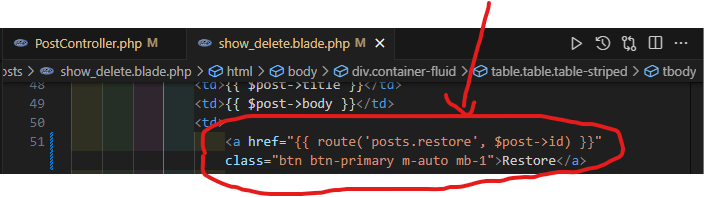 PostController.php M
show_delete.blade.php M
osts > show_delete.blade.php > html > body > div.container-fluid > table.table.table-striped > tbody
48 <td>{{ $post->title }}</td>
49 <td>{{ $post->body }}</td>
50 <td>
51 <a href="{{ route('posts.restore', $post->id) }}"
class="btn btn-primary m-auto mb-1">Restore</a>